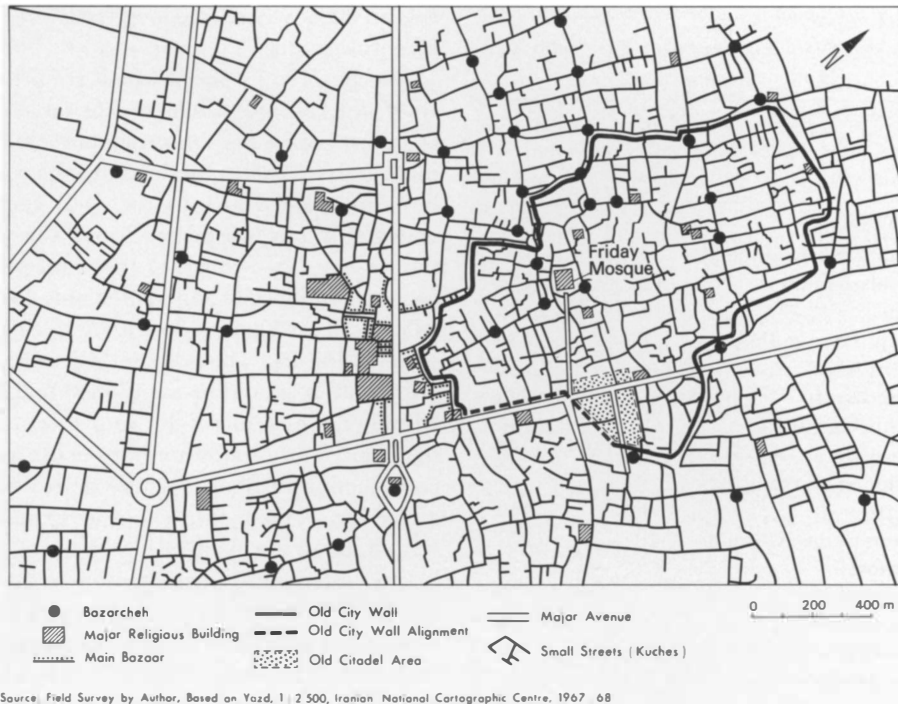 N
Friday
Mosque
Bazarcheh
Major Religious Building
Main Bazaar
Old City Wall
Old City Wall Alignment
Old Citadel Area
Major Avenue
Small Streets (Kuches)
0 200 400 m
Source Field Survey by Author, Based on Yazd, 1 2 500, Iranian National Cartographic Centre, 1967 68